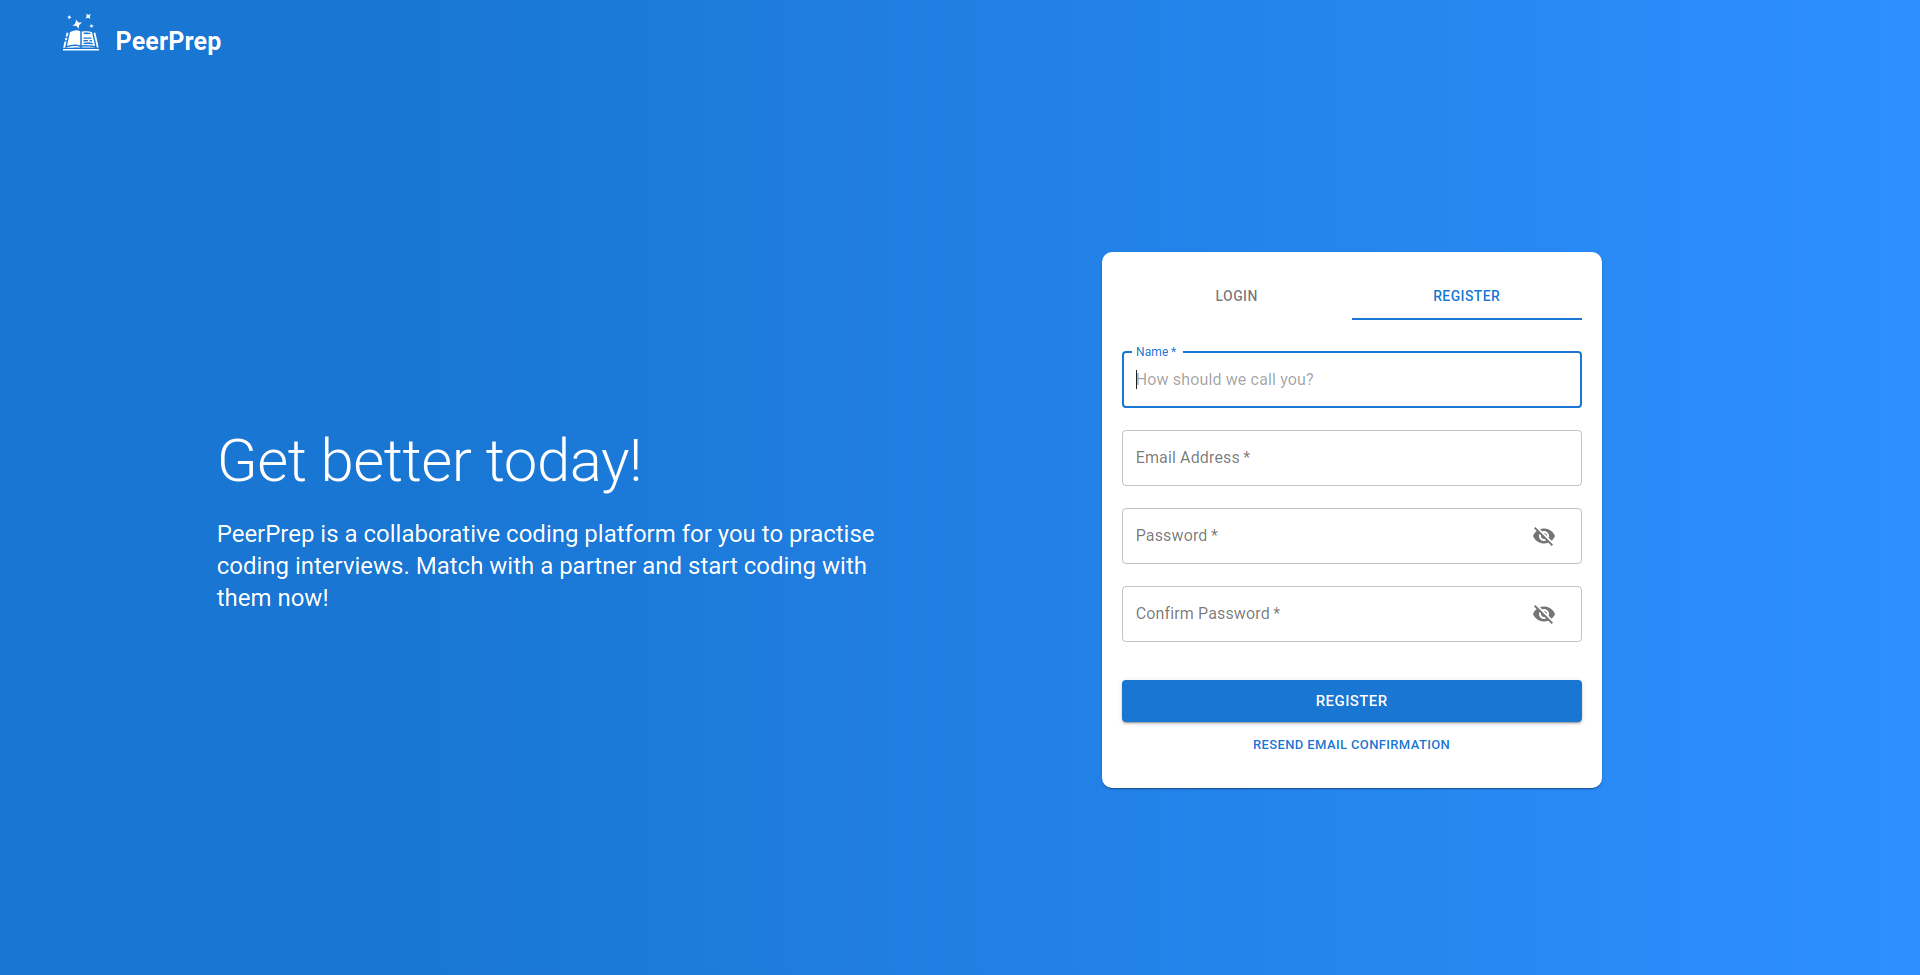 PeerPrep
Get better today!
PeerPrep is a collaborative coding platform for you to practise
coding interviews. Match with a partner and start coding with
them now!
LOGIN
REGISTER
Name *
How should we call you?
Email Address *
Password *
Confirm Password *
REGISTER
RESEND EMAIL CONFIRMATION